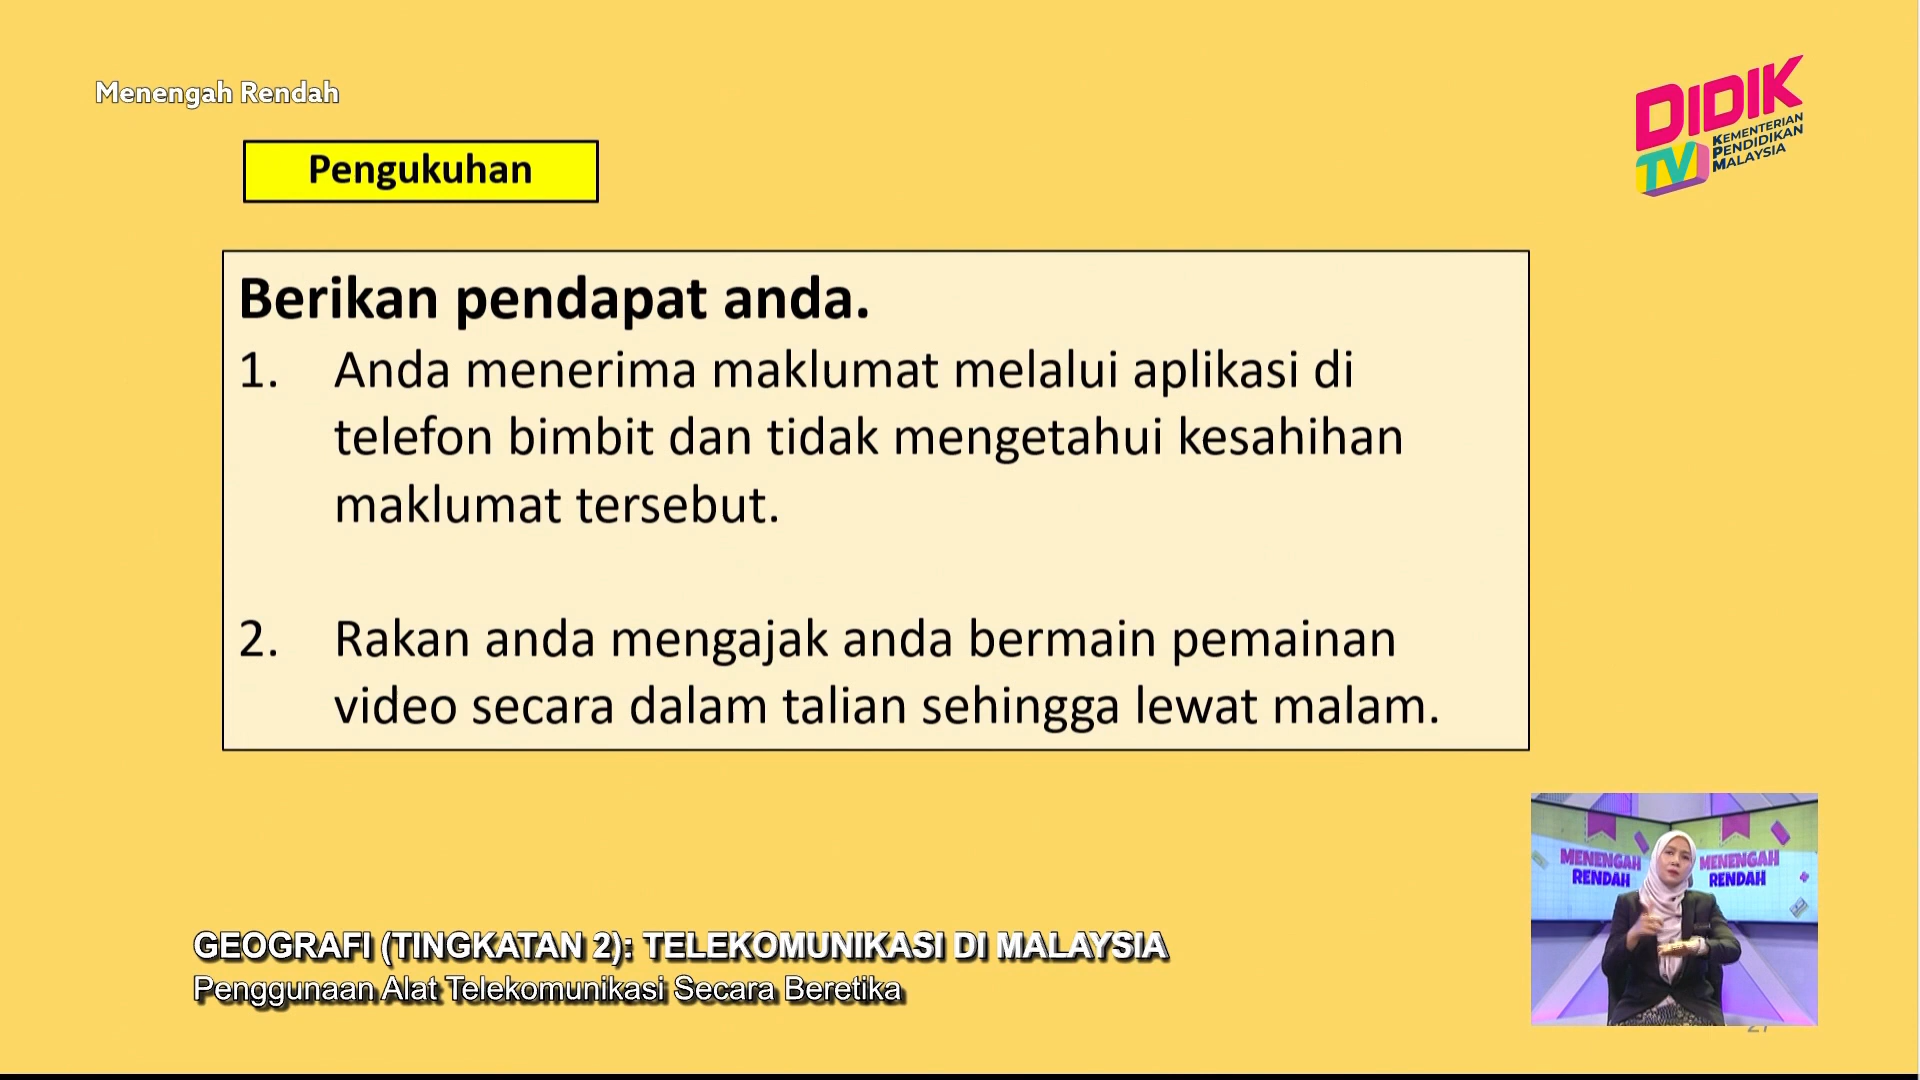 Menengah Rendah
DIDIK
TV
KEMENTERIAN
PENDIDIKAN
MALAYSIA
Pengukuhan
Berikan pendapat anda.
1. Anda menerima maklumat melalui aplikasi di
telefon bimbit dan tidak mengetahui kesahihan
maklumat tersebut.
2. Rakan anda mengajak anda bermain pemainan
video secara dalam talian sehingga lewat malam.
MENENGAH
RENDAH
MENENGAH
RENDAH
GEOGRAFI (TINGKATAN 2): TELEKOMUNIKASI DI MALAYSIA
Penggunaan Alat Telekomunikasi Secara Beretika